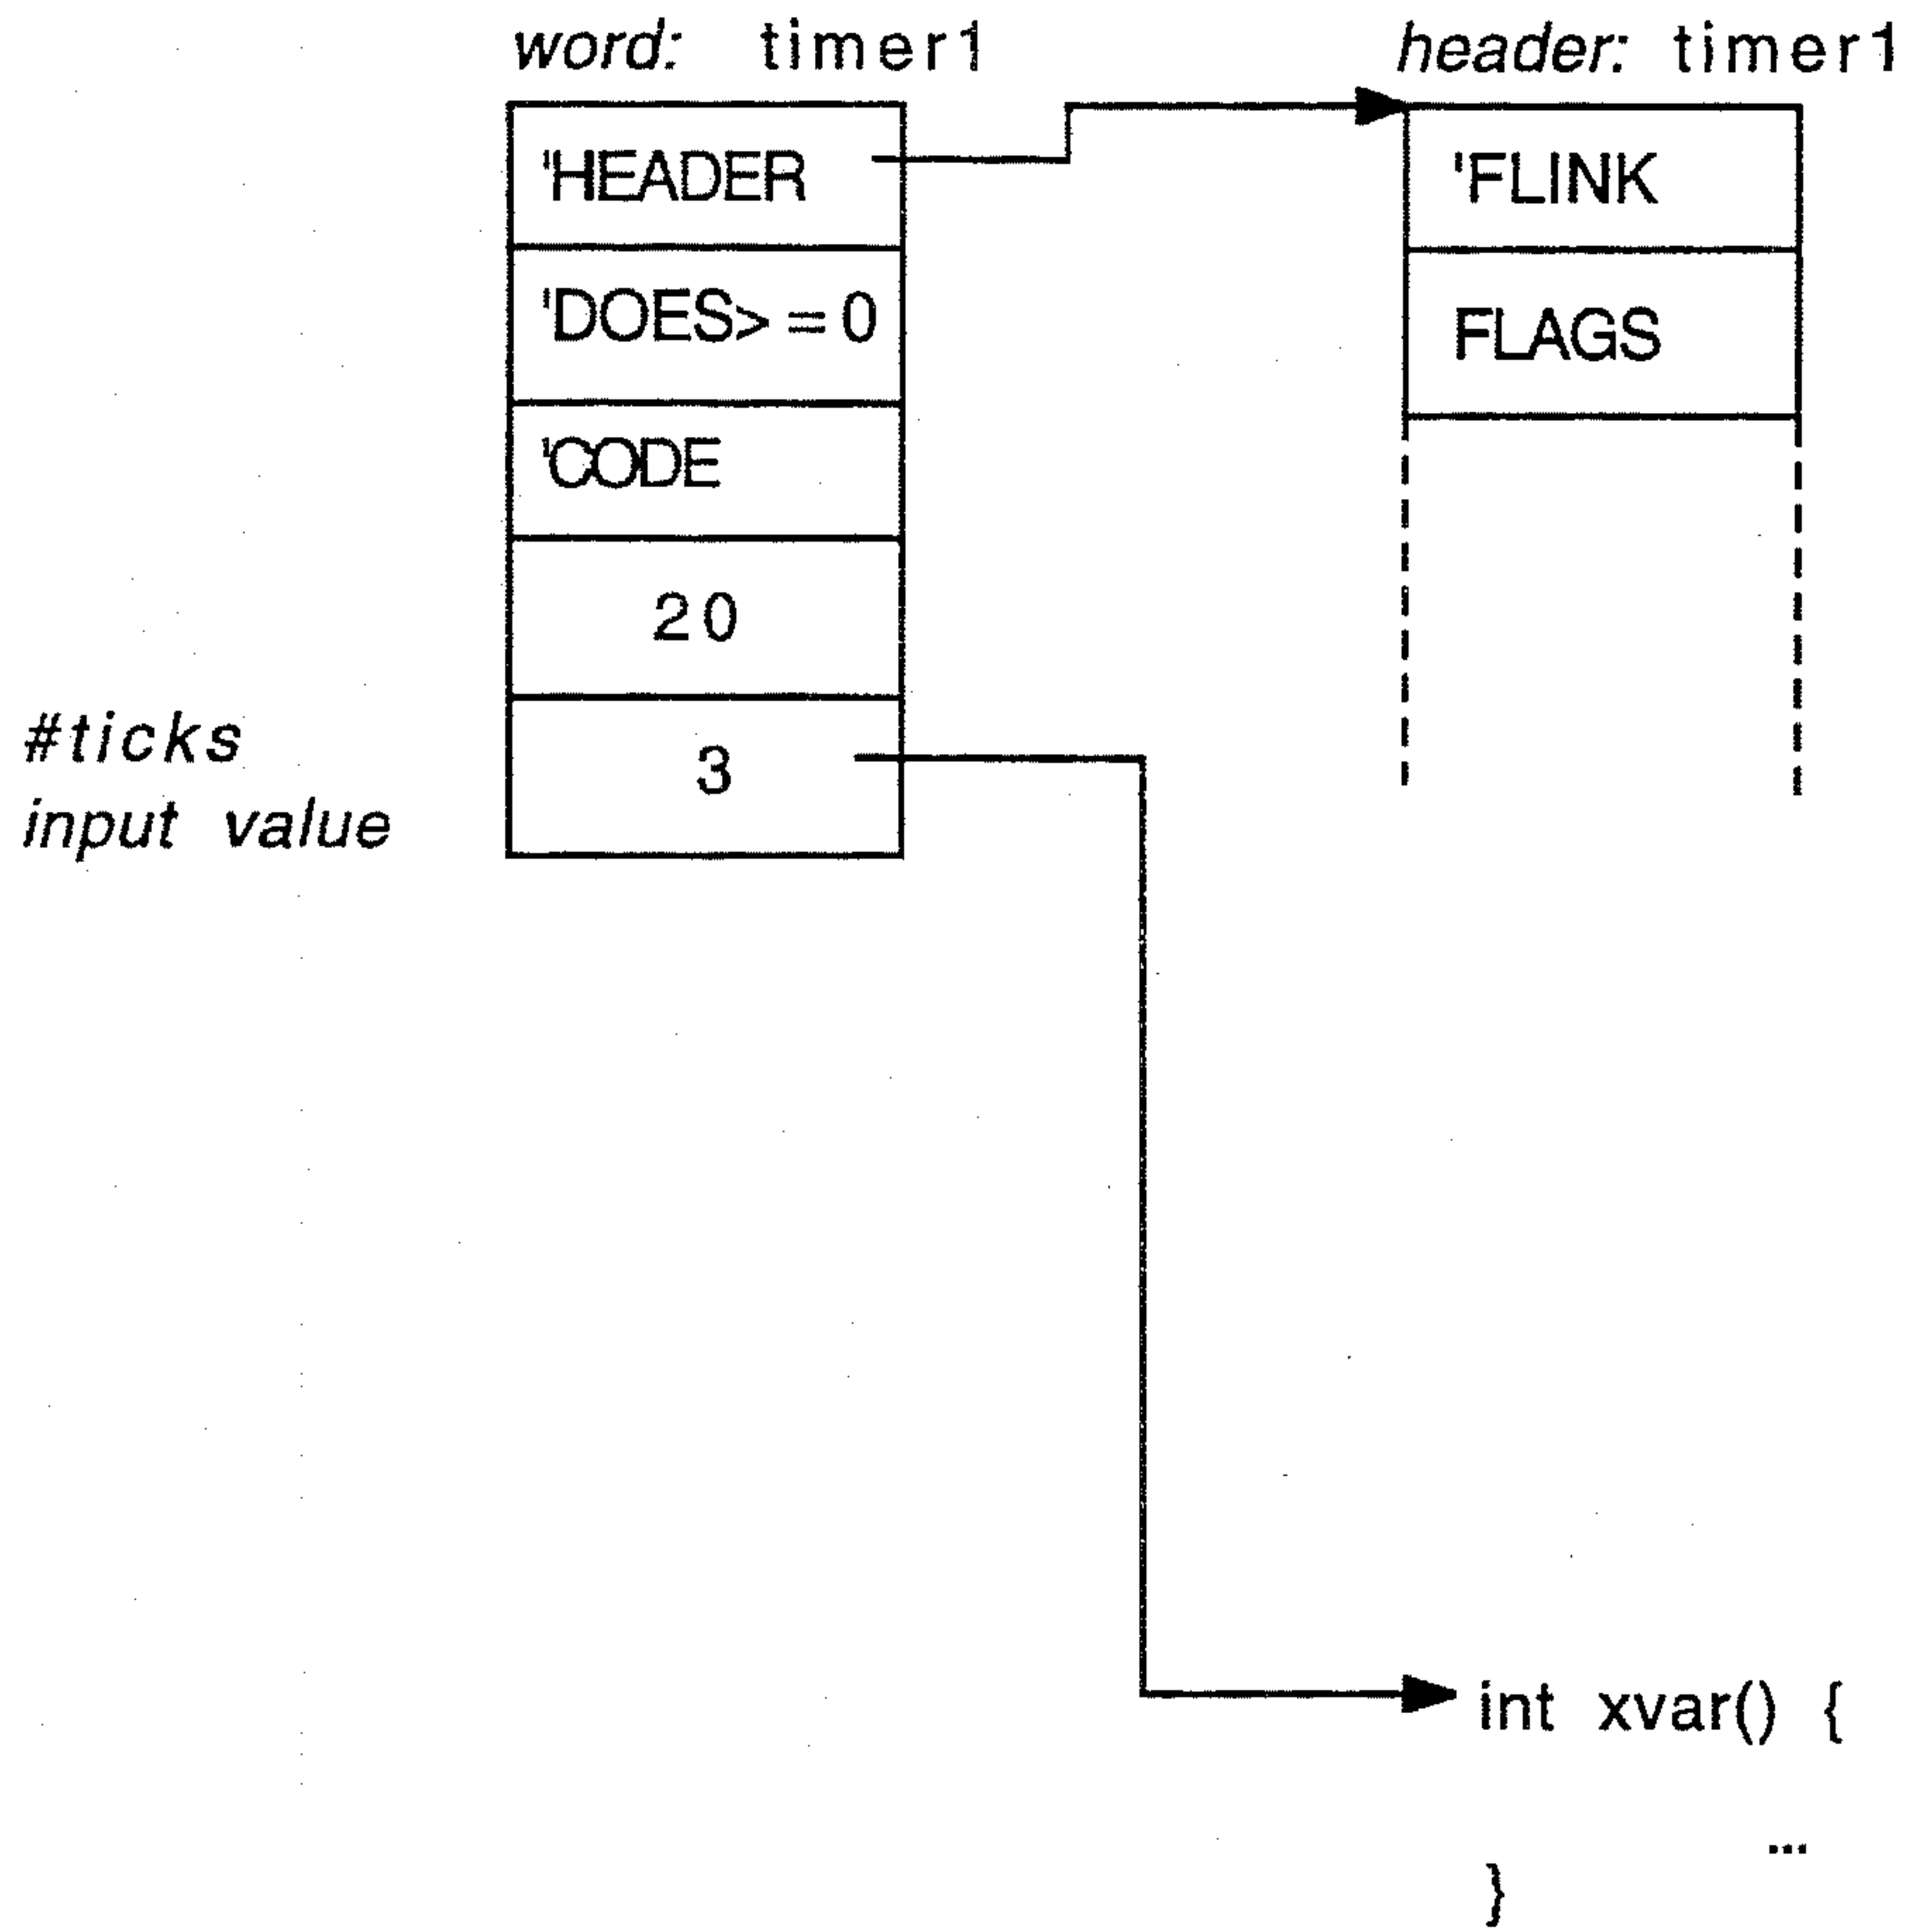 word: timer1
header: timer1
'HEADER
'DOES> = 0
'CODE
20
3
'FLINK
FLAGS
#ticks
input value
int xvar() {
...
}